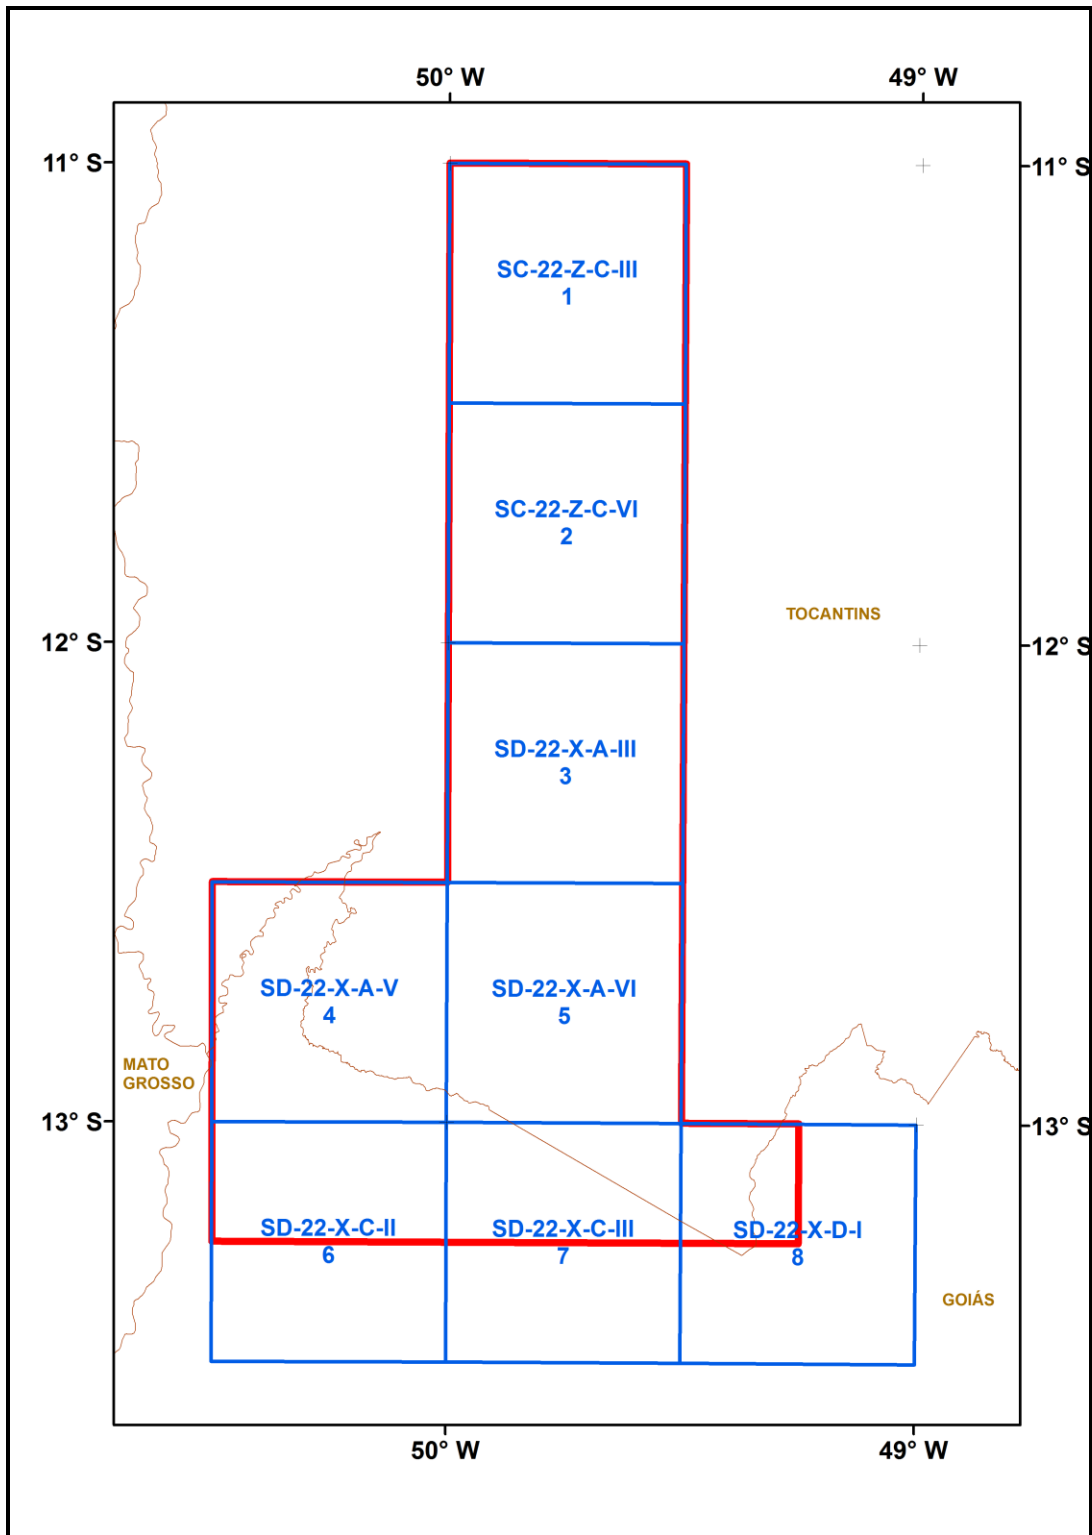 50° W
49° W
11° S
11° S
SC-22-Z-C-III
1
SC-22-Z-C-VI
2
TOCANTINS
12° S
12° S
SD-22-X-A-III
3
SD-22-X-A-V
4
SD-22-X-A-VI
5
MATO
GROSSO
13° S
13° S
SD-22-X-C-II
6
SD-22-X-C-III
7
SD-22-X-D-I
8
GOIÁS
50° W
49° W